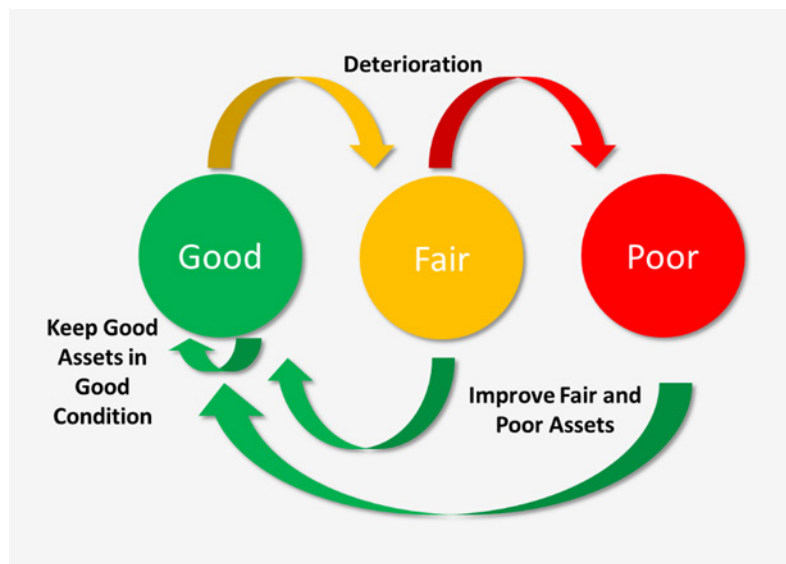 Deterioration
Good
Fair
Poor
Keep Good
Assets in
Good
Condition
Improve Fair and
Poor Assets